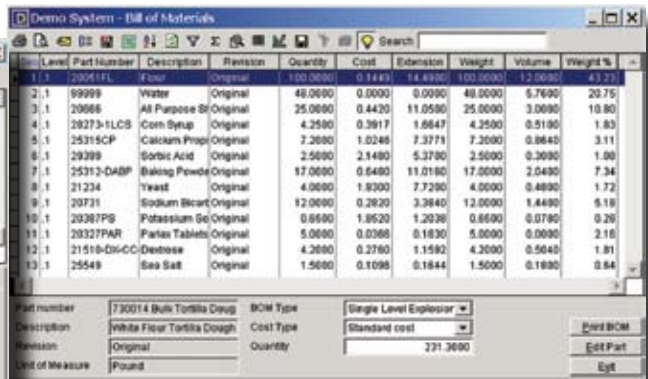 Demo System - Bill of Materials
Search
Level Part Number Description Revision Quantity Cost Extension Weight Volume Weight %
1 .1 20051FL Flour Original 100.0000 0.1449 14.4900 100.0000 12.0000 43.23
2 .1 99999 Water Original 48.0000 0.0000 0.0000 48.0000 5.7600 20.75
3 .1 20866 All Purpose Sh Original 25.0000 0.4420 11.0500 25.0000 3.0000 10.80
4 .1 28273-1LCS Corn Syrup Original 4.2500 0.3917 1.6647 4.2500 0.5100 1.83
5 .1 25315CP Calcium Propi Original 7.2000 1.0246 7.3771 7.2000 0.8640 3.11
6 .1 29399 Sorbic Acid Original 2.5000 2.1480 5.3700 2.5000 0.3000 1.08
7 .1 25312-DABP Baking Powde Original 17.0000 0.6480 11.0160 17.0000 2.0400 7.34
8 .1 21234 Yeast Original 4.0000 1.9300 7.7200 4.0000 0.4800 1.72
9 .1 20731 Sodium Bicart Original 12.0000 0.2820 3.3840 12.0000 1.4400 5.18
10 .1 20387PS Potassium So Original 0.6500 1.8520 1.2038 0.6500 0.0780 0.28
11 .1 20327PAR Parlax Tablets Original 5.0000 0.0366 0.1830 5.0000 0.0000 2.16
12 .1 21510-DX-CC Dextrose Original 4.2000 0.2760 1.1592 4.2000 0.5040 1.81
13 .1 25549 Sea Salt Original 1.5000 0.1096 0.1644 1.5000 0.1800 0.64
Part number 730014 Bulk Tortilla Doug BOM Type Single Level Explosior
Description White Flour Tortilla Dough Cost Type Standard cost Print BOM
Revision Original Quantity 231.3000 Edit Part
Unit of Measure Pound Exit